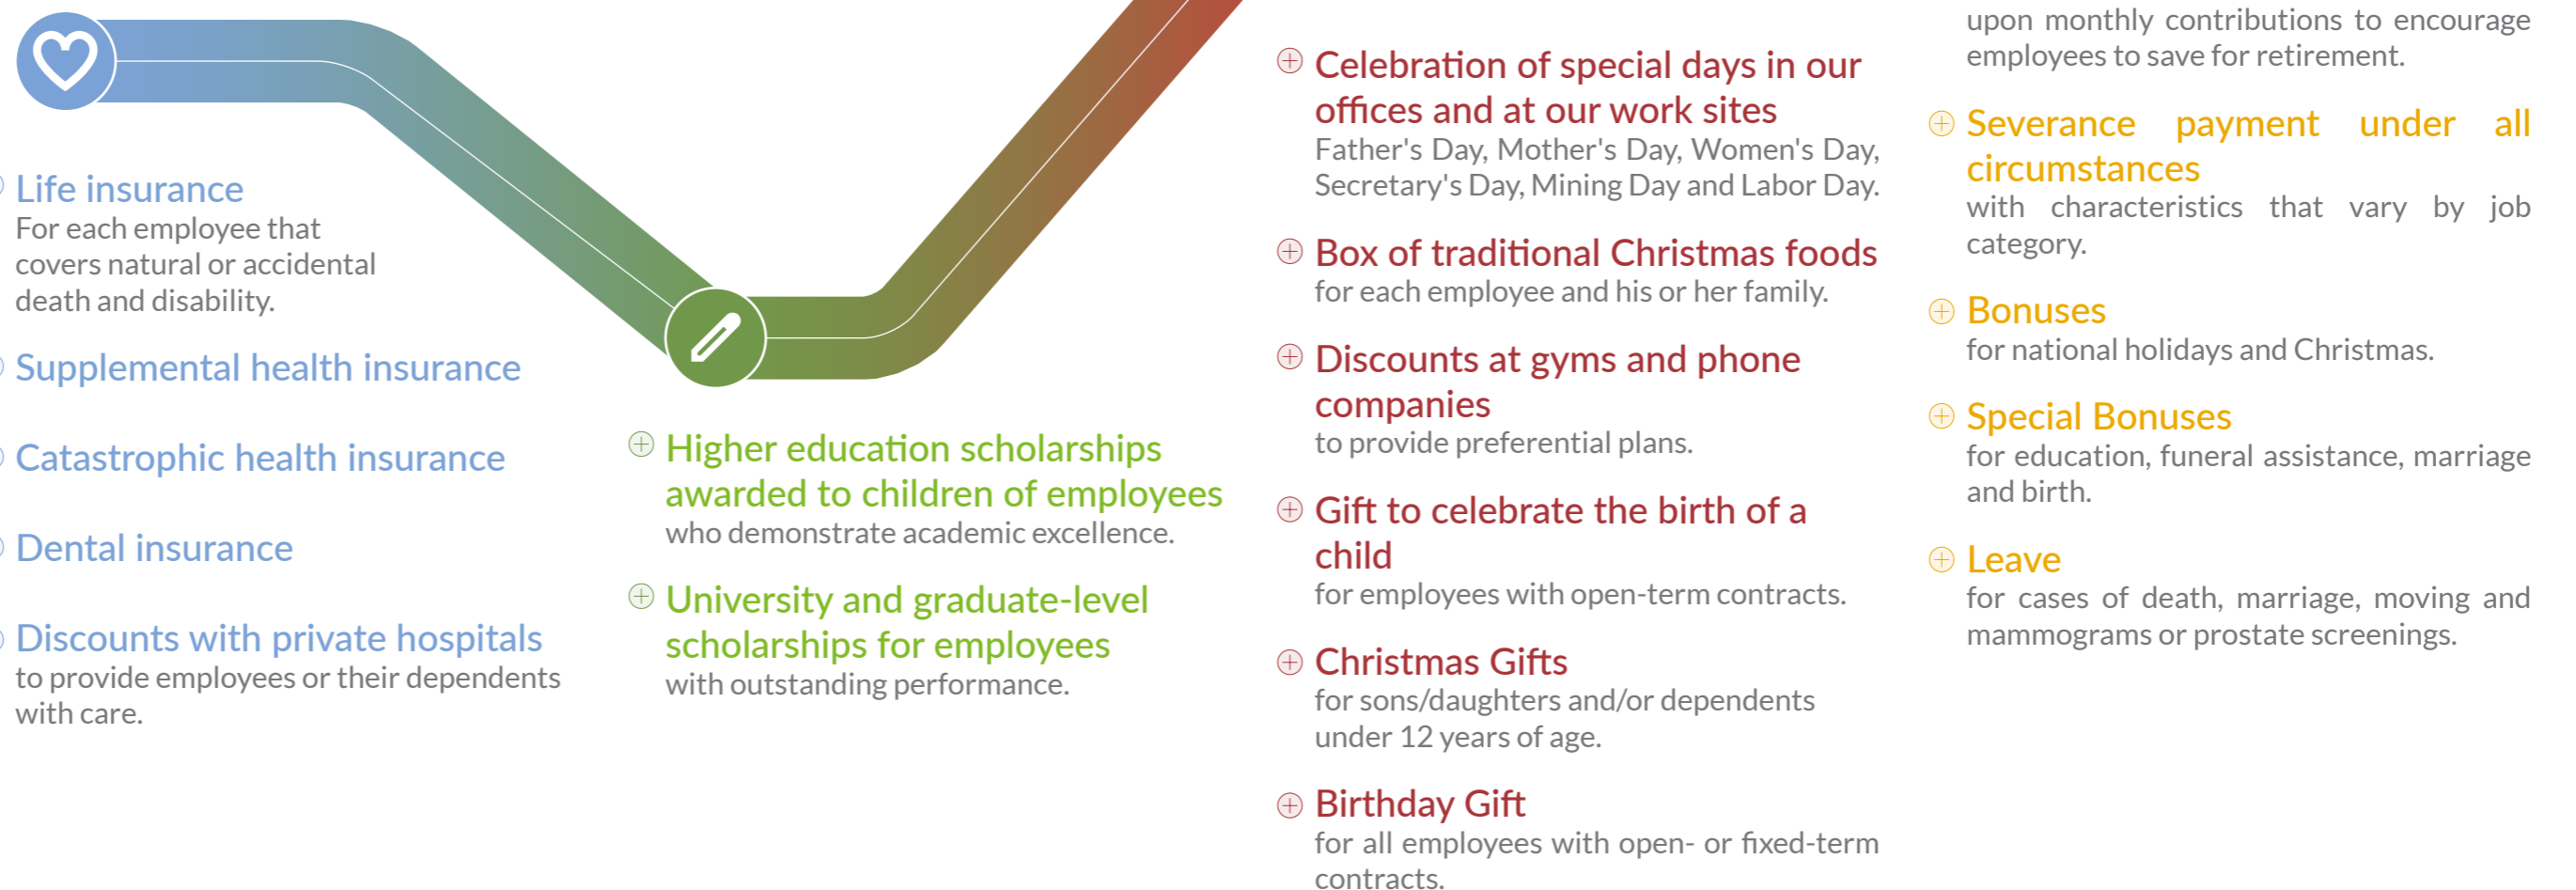 Life insurance
For each employee that
covers natural or accidental
death and disability.
Supplemental health insurance
Catastrophic health insurance
Dental insurance
Discounts with private hospitals
to provide employees or their dependents
with care.
Higher education scholarships
awarded to children of employees
who demonstrate academic excellence.
University and graduate-level
scholarships for employees
with outstanding performance.
Celebration of special days in our
offices and at our work sites
Father's Day, Mother's Day, Women's Day,
Secretary's Day, Mining Day and Labor Day.
Box of traditional Christmas foods
for each employee and his or her family.
Discounts at gyms and phone
companies
to provide preferential plans.
Gift to celebrate the birth of a
child
for employees with open-term contracts.
Christmas Gifts
for sons/daughters and/or dependents
under 12 years of age.
Birthday Gift
for all employees with open- or fixed-term
contracts.
upon monthly contributions to encourage
employees to save for retirement.
Severance payment under all
circumstances
with characteristics that vary by job
category.
Bonuses
for national holidays and Christmas.
Special Bonuses
for education, funeral assistance, marriage
and birth.
Leave
for cases of death, marriage, moving and
mammograms or prostate screenings.